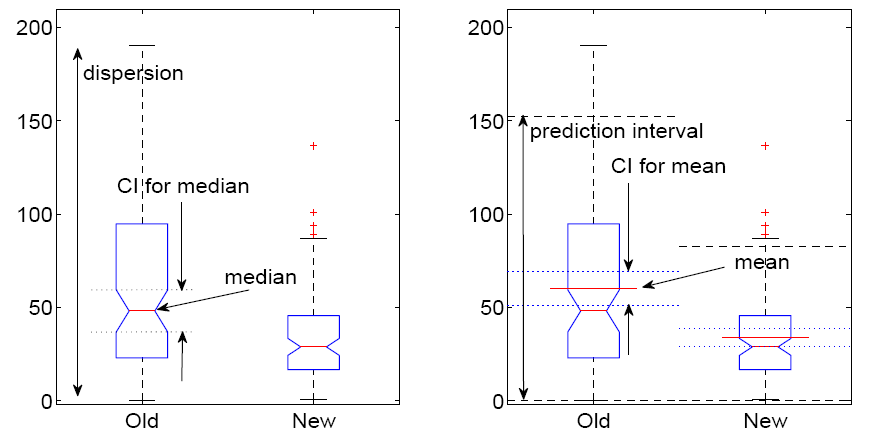 200
dispersion
150
CI for median
100
median
50
0
Old New
200
150
prediction interval
CI for mean
100
mean
50
0
Old New